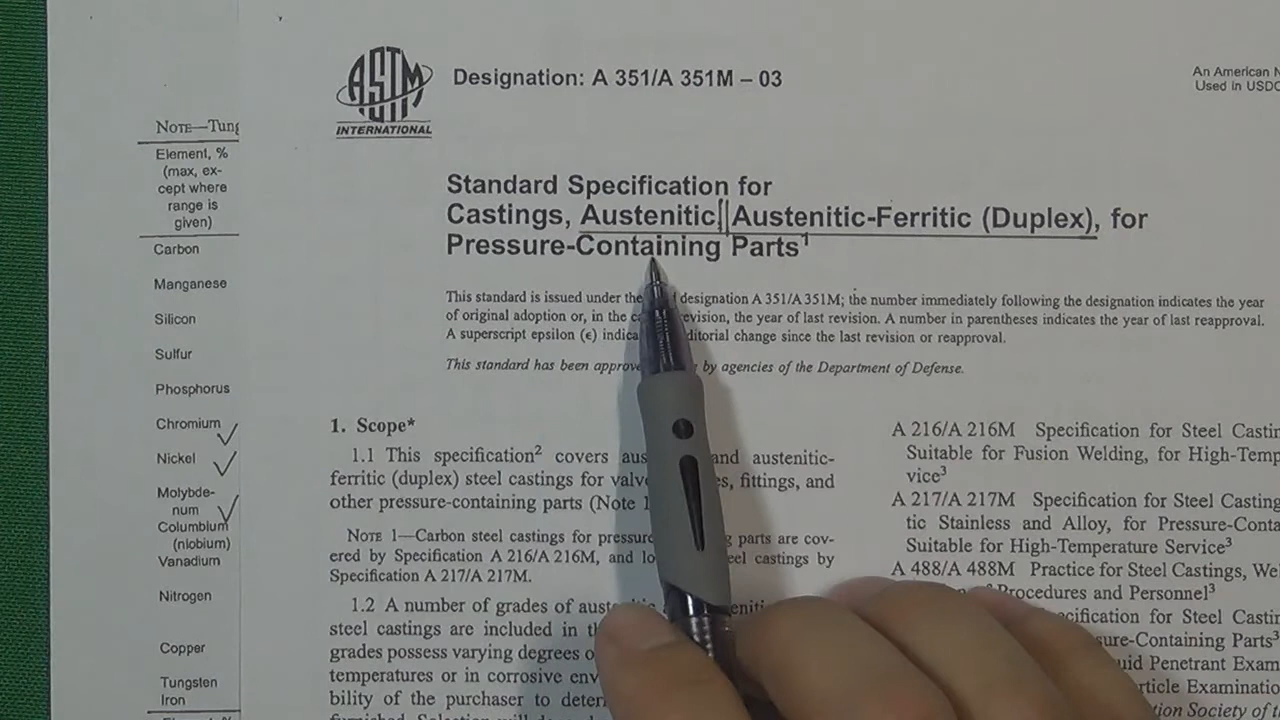 NOTE—Tung
Element, %
(max, ex-
cept where
range is
given)
Carbon
Manganese
Silicon
Sulfur
Phosphorus
Chromium
Nickel
Molybde-
num
Columbium
(niobium)
Vanadium
Nitrogen
Copper
Tungsten
Iron
ASTM
INTERNATIONAL
Designation: A 351/A 351M – 03
An American N
Used in USDO
Standard Specification for
Castings, Austenitic, Austenitic-Ferritic (Duplex), for
Pressure-Containing Parts1
This standard is issued under the designation A 351/A 351M; the number immediately following the designation indicates the year
of original adoption or, in the revision, the year of last revision. A number in parentheses indicates the year of last reapproval.
A superscript epsilon (ϵ) editorial change since the last revision or reapproval.
This standard has been by agencies of the Department of Defense.
1. Scope*
1.1 This specification2 covers and austenitic-
ferritic (duplex) steel castings for fittings, and
other pressure-containing parts (Note 1
NOTE 1—Carbon steel castings for parts are cov-
ered by Specification A 216/A 216M, and steel castings by
Specification A 217/A 217M.
1.2 A number of grades of
steel castings are included in
grades possess varying degrees
temperatures or in corrosive
bility of the purchaser to
A 216/A 216M Specification for Steel Castin
Suitable for Fusion Welding, for High-Temp
vice3
A 217/A 217M Specification for Steel Casting
tic Stainless and Alloy, for Pressure-Conta
Suitable for High-Temperature Service3
A 488/A 488M Practice for Steel Castings, We
Procedures and Personnel3
for Steel Castin
sure-Containing Parts3
Penetrant Exam
Examinatio
Society of